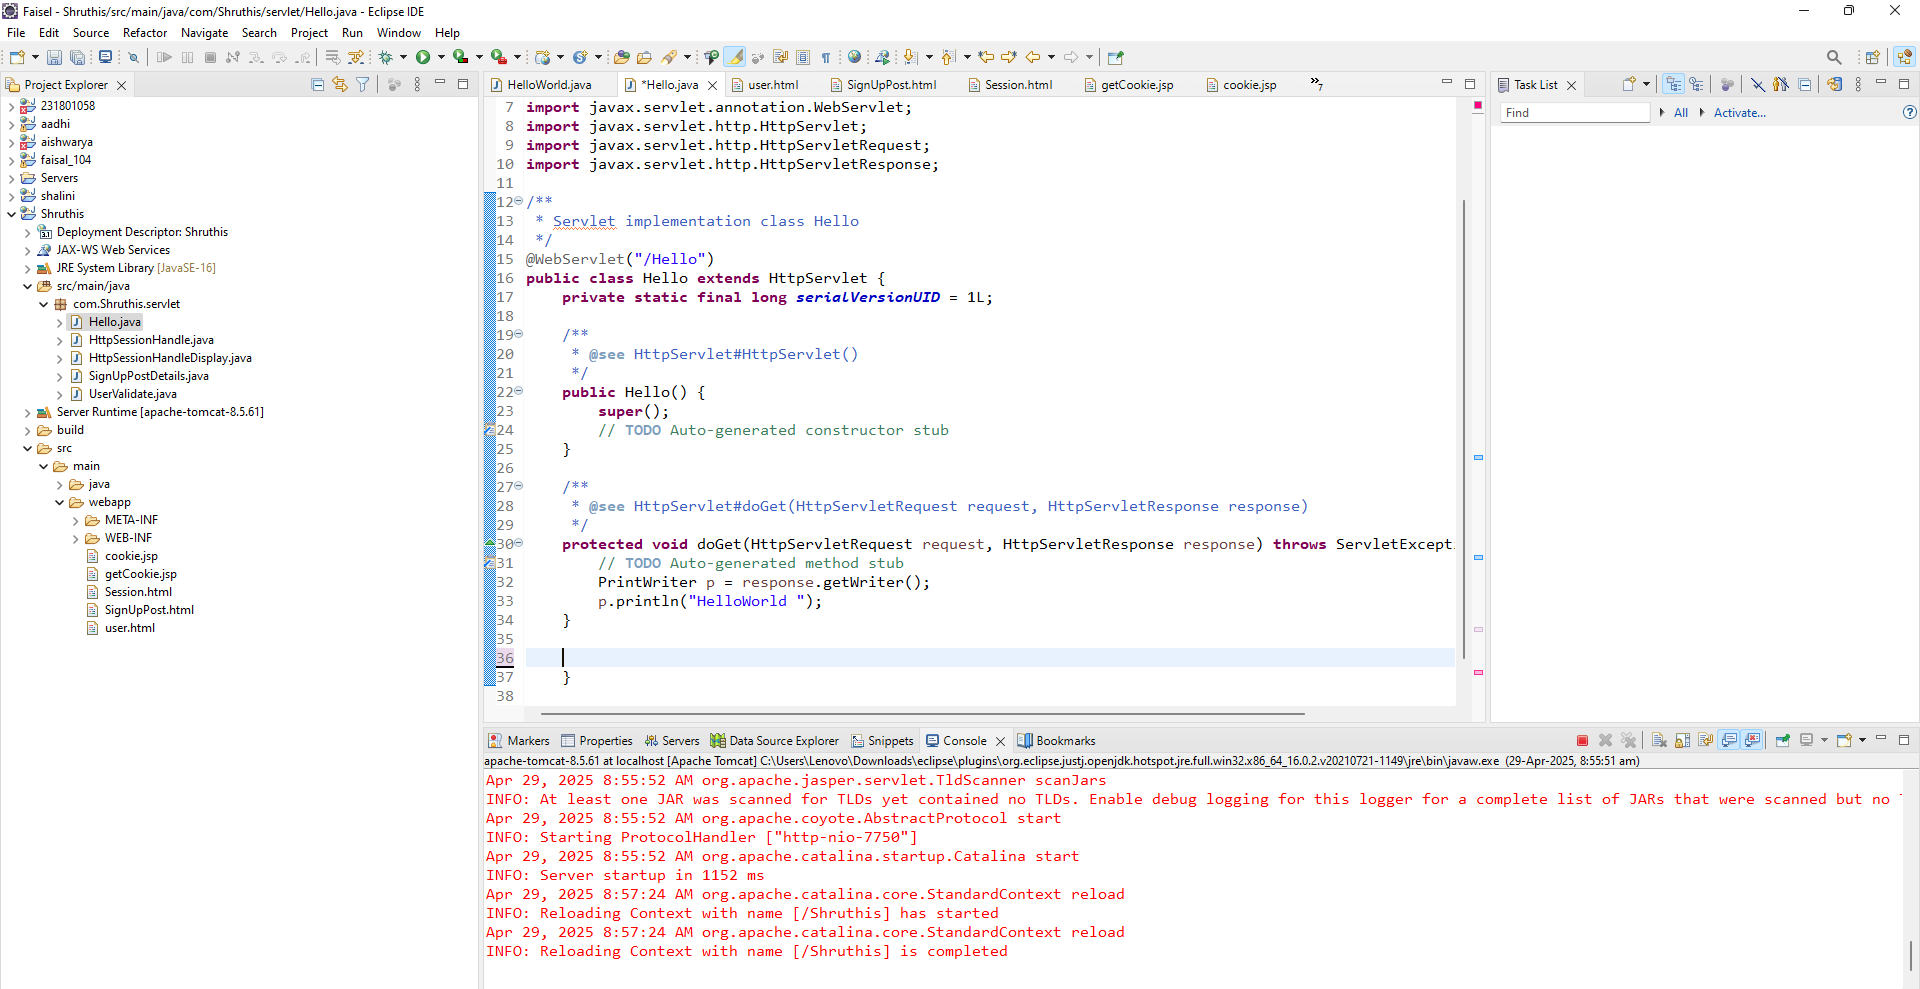 Faisel - Shruthis/src/main/java/com/Shruthis/servlet/Hello.java - Eclipse IDE
File Edit Source Refactor Navigate Search Project Run Window Help
Project Explorer
231801058
aadhi
aishwarya
faisal_104
Servers
shalini
Shruthis
Deployment Descriptor: Shruthis
JAX-WS Web Services
JRE System Library [JavaSE-16]
src/main/java
com.Shruthis.servlet
Hello.java
HttpSessionHandle.java
HttpSessionHandleDisplay.java
SignUpPostDetails.java
UserValidate.java
Server Runtime [apache-tomcat-8.5.61]
build
src
main
java
webapp
META-INF
WEB-INF
cookie.jsp
getCookie.jsp
Session.html
SignUpPost.html
user.html
HelloWorld.java *Hello.java user.html SignUpPost.html Session.html getCookie.jsp cookie.jsp »7
7 import javax.servlet.annotation.WebServlet;
8 import javax.servlet.http.HttpServlet;
9 import javax.servlet.http.HttpServletRequest;
10 import javax.servlet.http.HttpServletResponse;
11
12 /**
13 * Servlet implementation class Hello
14 */
15 @WebServlet("/Hello")
16 public class Hello extends HttpServlet {
17 private static final long serialVersionUID = 1L;
18
19 /**
20 * @see HttpServlet#HttpServlet()
21 */
22 public Hello() {
23 super();
24 // TODO Auto-generated constructor stub
25 }
26
27 /**
28 * @see HttpServlet#doGet(HttpServletRequest request, HttpServletResponse response)
29 */
30 protected void doGet(HttpServletRequest request, HttpServletResponse response) throws ServletExcept
31 // TODO Auto-generated method stub
32 PrintWriter p = response.getWriter();
33 p.println("HelloWorld ");
34 }
35
36
37 }
38
Task List
Find All Activate...
Markers Properties Servers Data Source Explorer Snippets Console Bookmarks
apache-tomcat-8.5.61 at localhost [Apache Tomcat] C:\Users\Lenovo\Downloads\eclipse\plugins\org.eclipse.justj.openjdk.hotspot.jre.full.win32.x86_64_16.0.2.v20210721-1149\jre\bin\javaw.exe (29-Apr-2025, 8:55:51 am)
Apr 29, 2025 8:55:52 AM org.apache.jasper.servlet.TldScanner scanJars
INFO: At least one JAR was scanned for TLDs yet contained no TLDs. Enable debug logging for this logger for a complete list of JARs that were scanned but no
Apr 29, 2025 8:55:52 AM org.apache.coyote.AbstractProtocol start
INFO: Starting ProtocolHandler ["http-nio-7750"]
Apr 29, 2025 8:55:52 AM org.apache.catalina.startup.Catalina start
INFO: Server startup in 1152 ms
Apr 29, 2025 8:57:24 AM org.apache.catalina.core.StandardContext reload
INFO: Reloading Context with name [/Shruthis] has started
Apr 29, 2025 8:57:24 AM org.apache.catalina.core.StandardContext reload
INFO: Reloading Context with name [/Shruthis] is completed